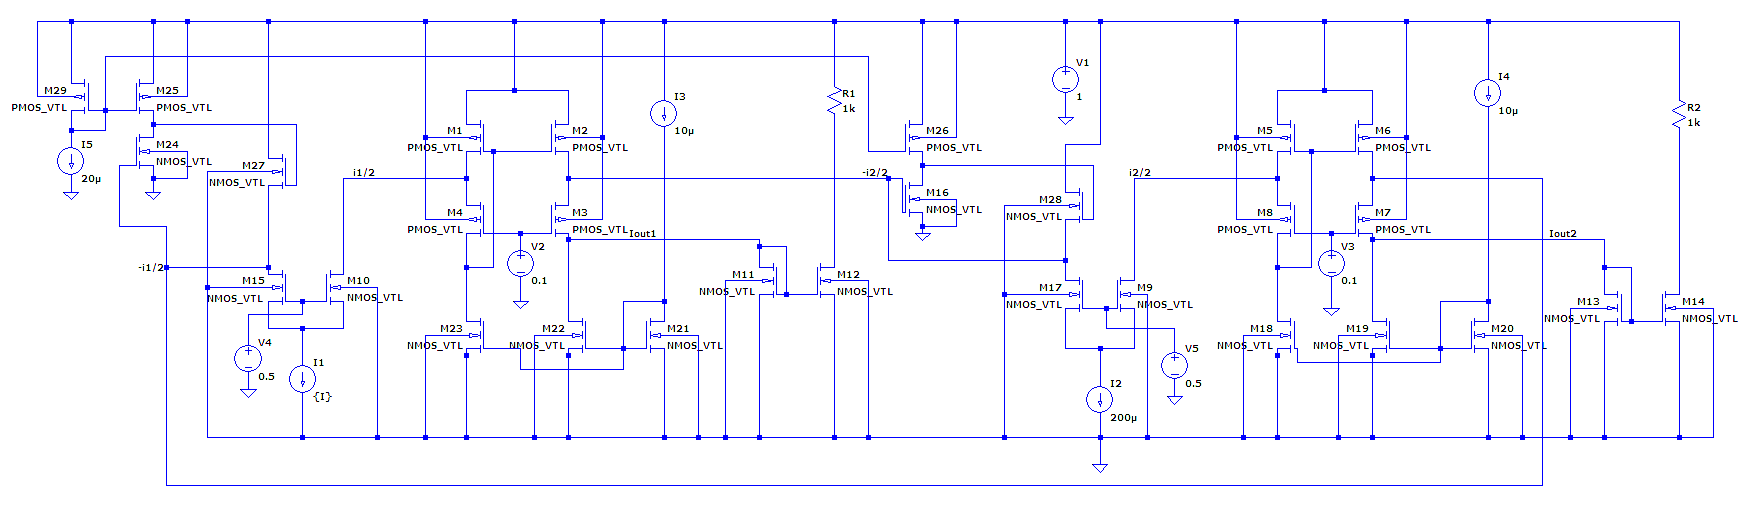 M29
PMOS_VTL
M25
PMOS_VTL
I5
20µ
M24
NMOS_VTL
M27
NMOS_VTL
-i1/2
M15
NMOS_VTL
M10
NMOS_VTL
V4
0.5
I1
{I}
i1/2
M1
PMOS_VTL
M2
PMOS_VTL
M4
PMOS_VTL
M3
PMOS_VTL
V2
0.1
I3
10µ
Iout1
M23
NMOS_VTL
M22
NMOS_VTL
M21
NMOS_VTL
R1
1k
M11
NMOS_VTL
M12
NMOS_VTL
-i2/2
M26
PMOS_VTL
M16
NMOS_VTL
V1
1
M28
NMOS_VTL
M17
NMOS_VTL
M9
NMOS_VTL
I2
200µ
V5
0.5
i2/2
M5
PMOS_VTL
M6
PMOS_VTL
M8
PMOS_VTL
M7
PMOS_VTL
V3
0.1
I4
10µ
Iout2
M18
NMOS_VTL
M19
NMOS_VTL
M20
NMOS_VTL
R2
1k
M13
NMOS_VTL
M14
NMOS_VTL